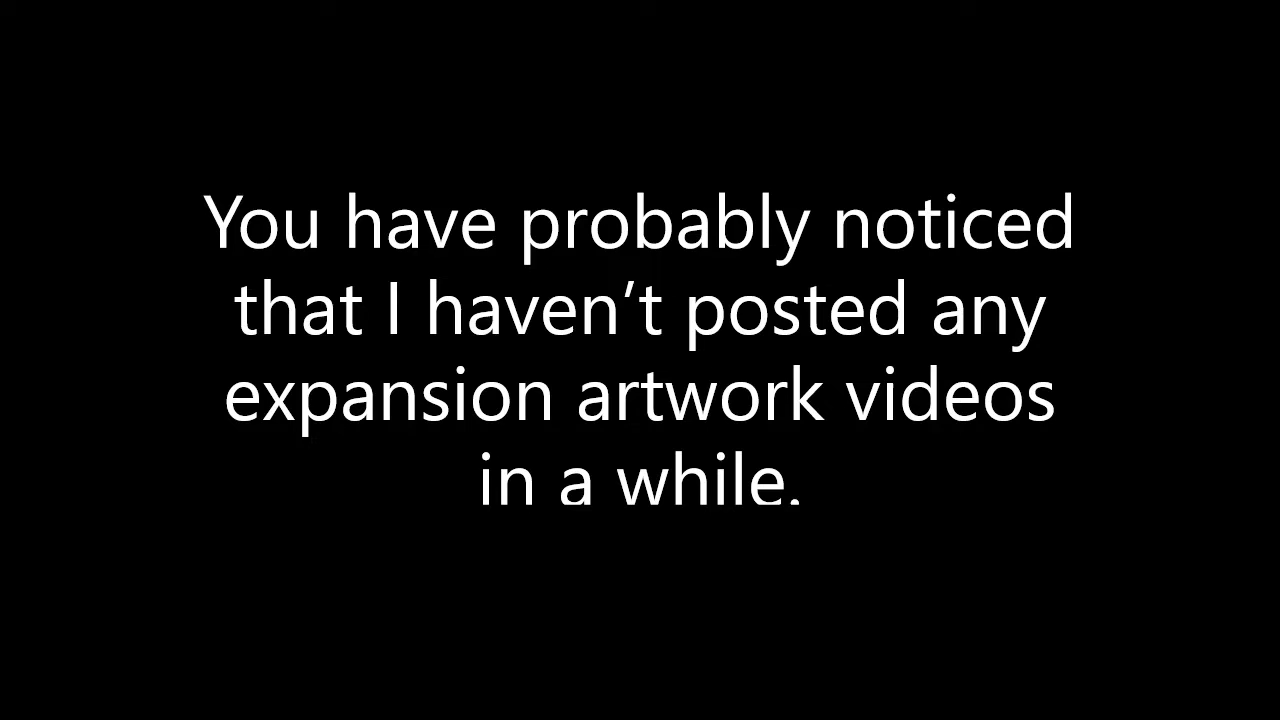 You have probably noticed
that I haven’t posted any
expansion artwork videos
in a while.